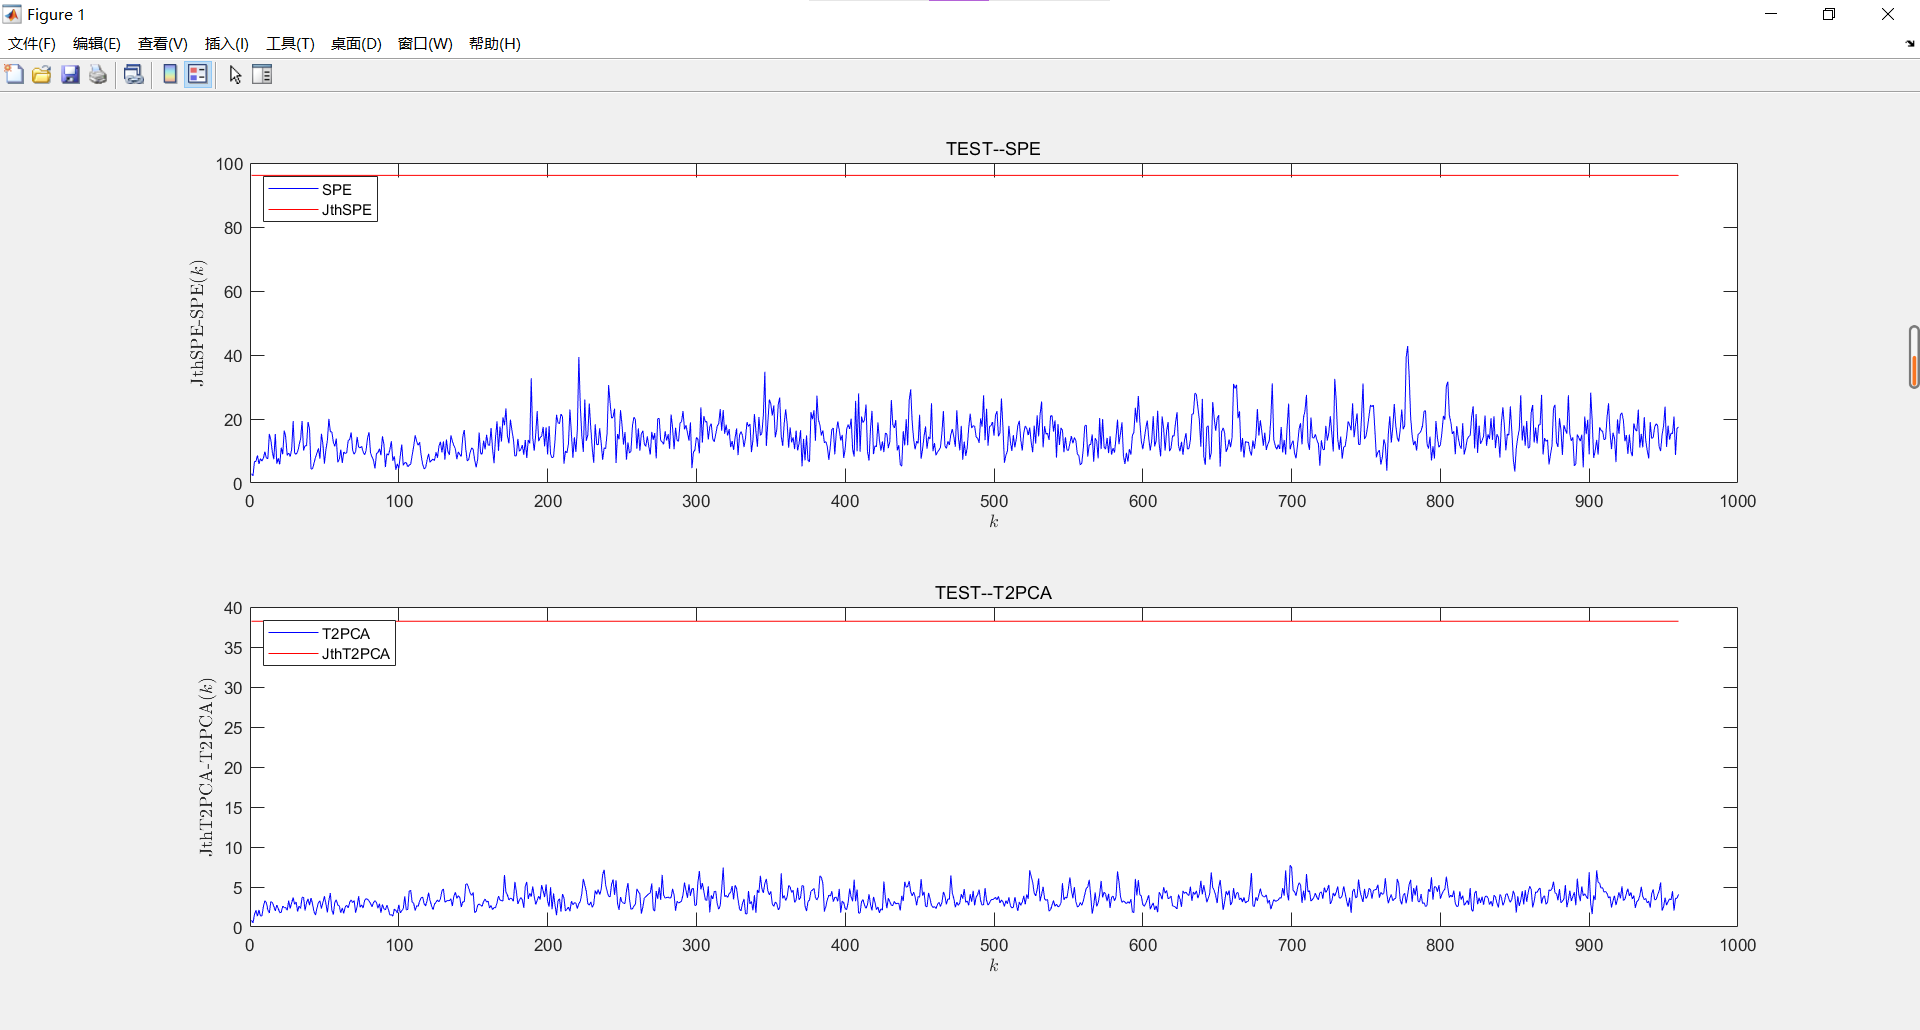 Figure 1
文件(F) 编辑(E) 查看(V) 插入(I) 工具(T) 桌面(D) 窗口(W) 帮助(H)
TEST--SPE
100
80
60
40
20
0
JthSPE-SPE(k)
SPE
JthSPE
0 100 200 300 400 500 600 700 800 900 1000
k
TEST--T2PCA
40
35
30
25
20
15
10
5
0
JthT2PCA-T2PCA(k)
T2PCA
JthT2PCA
0 100 200 300 400 500 600 700 800 900 1000
k